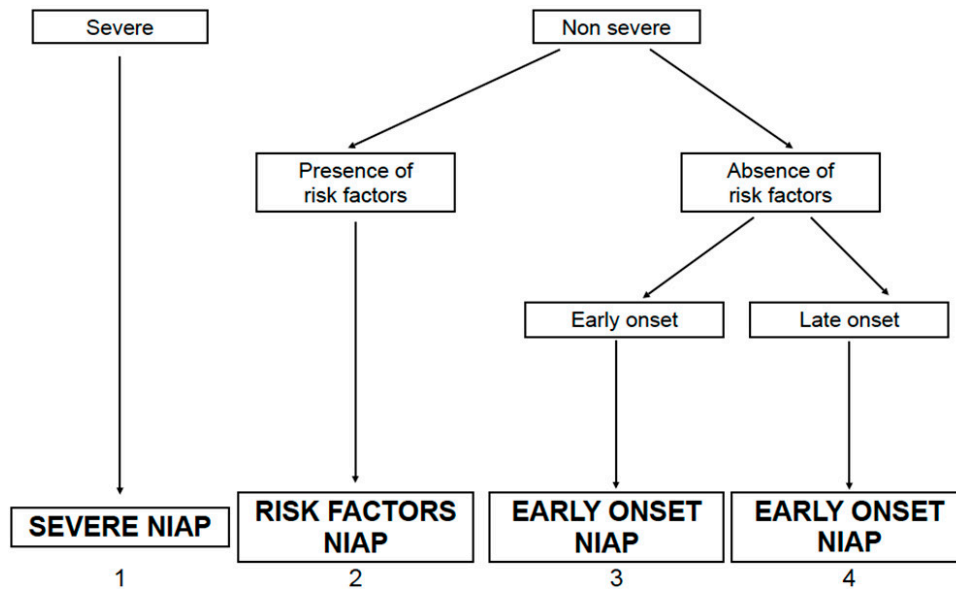 Severe
Non severe
Presence of
risk factors
Absence of
risk factors
Early onset
Late onset
SEVERE NIAP
RISK FACTORS
NIAP
EARLY ONSET
NIAP
EARLY ONSET
NIAP
1
2
3
4